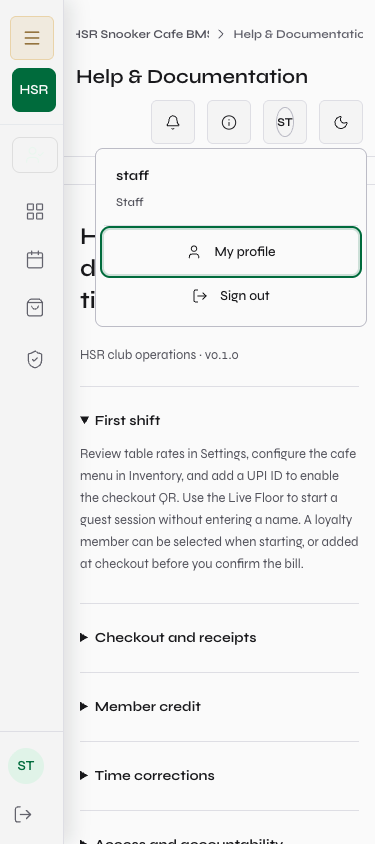 HSR
HSR Snooker Cafe BMS > Help & Documentatio
Help & Documentation
ST
staff
Staff
My profile
Sign out
H
d
ti
HSR club operations · v0.1.0
First shift
Review table rates in Settings, configure the cafe
menu in Inventory, and add a UPI ID to enable
the checkout QR. Use the Live Floor to start a
guest session without entering a name. A loyalty
member can be selected when starting, or added
at checkout before you confirm the bill.
Checkout and receipts
Member credit
Time corrections
Access and accountability
ST